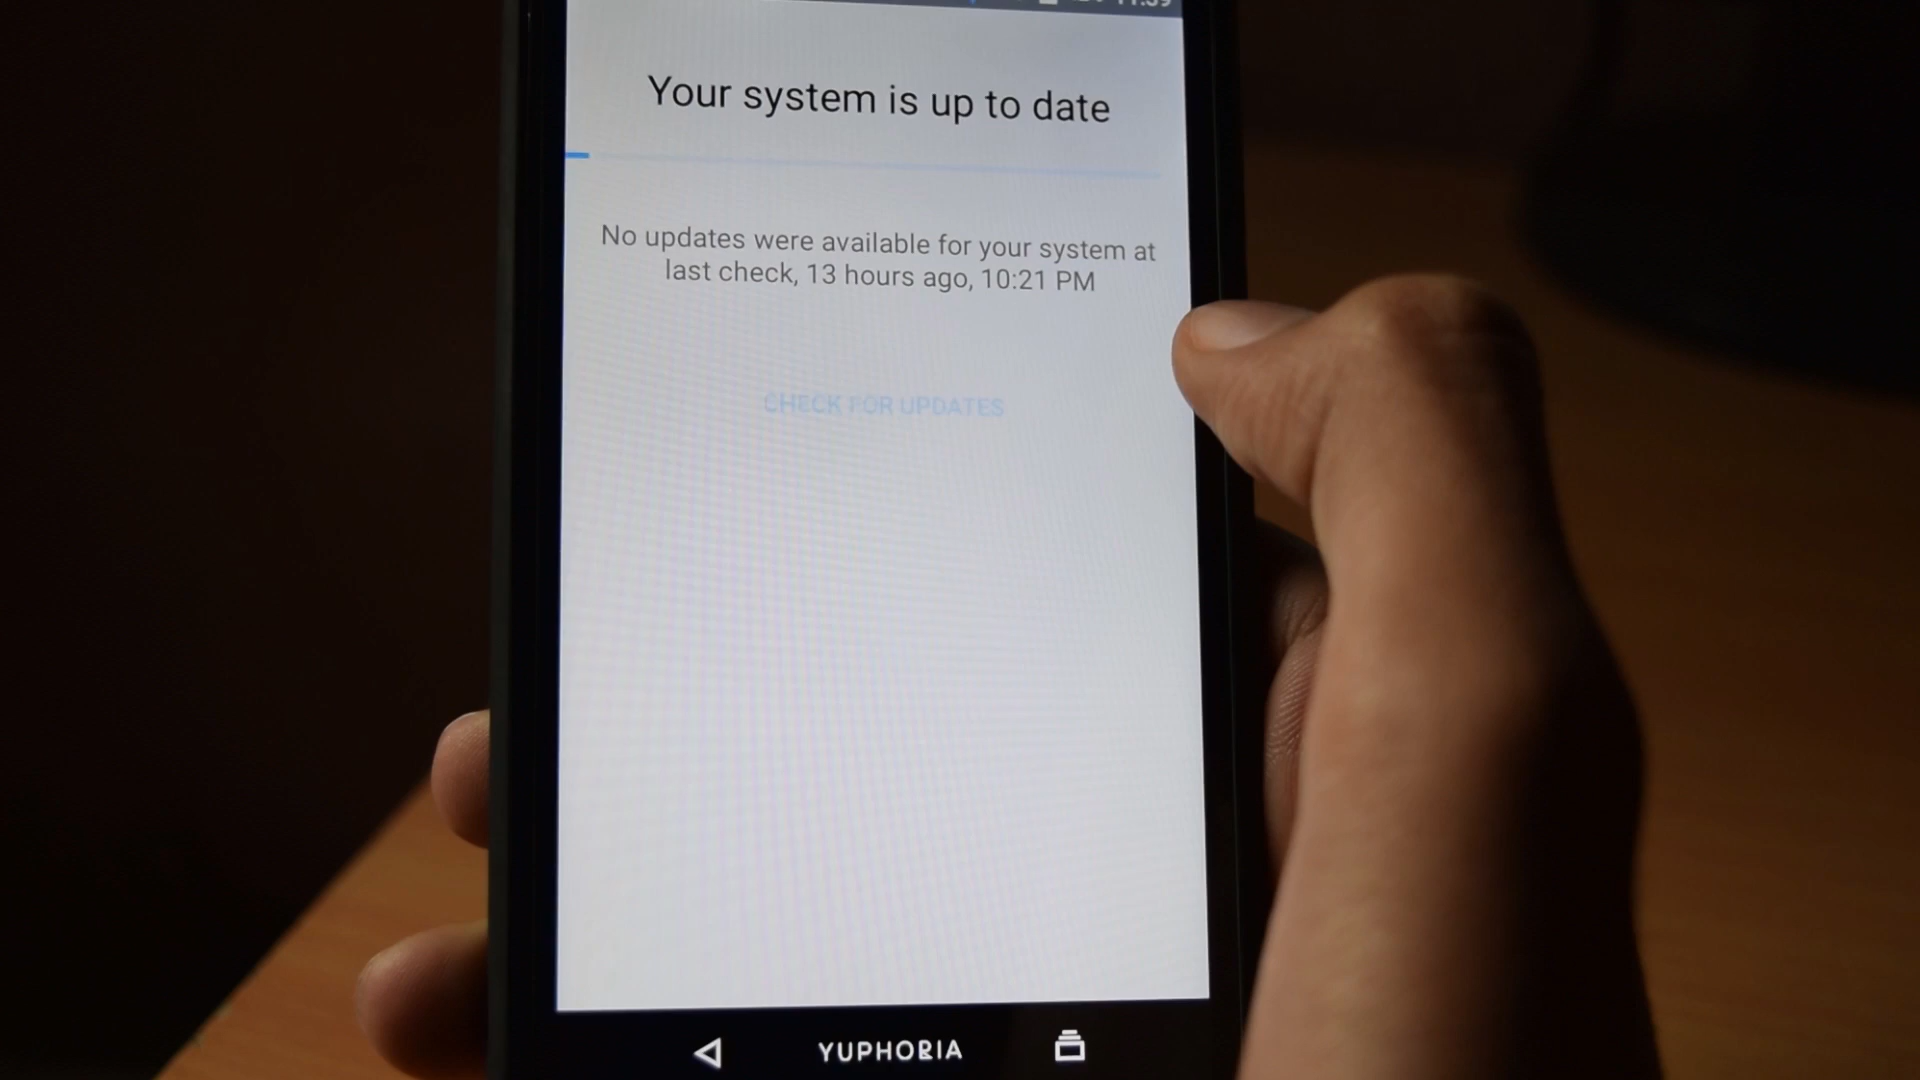 Your system is up to date
No updates were available for your system at
last check, 13 hours ago, 10:21 PM
CHECK FOR UPDATES
YUPHORIA